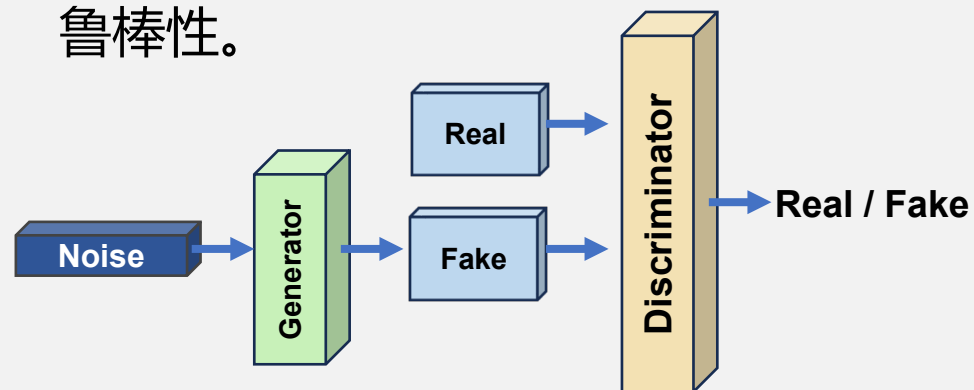 鲁棒性。
Real
Noise
Generator
Fake
Discriminator
Real / Fake